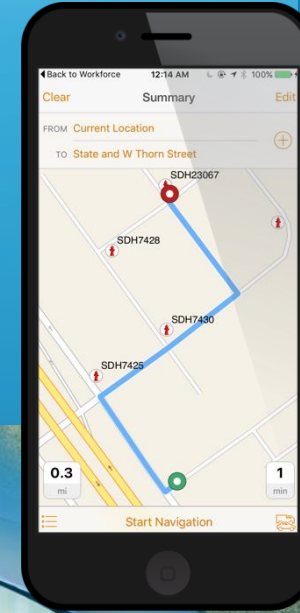 Back to Workforce 12:14 AM 100%
Clear Summary Edit
FROM Current Location
TO State and W Thorn Street
SDH23067
SDH7428
SDH7430
SDH7425
0.3
mi
1
min
Start Navigation